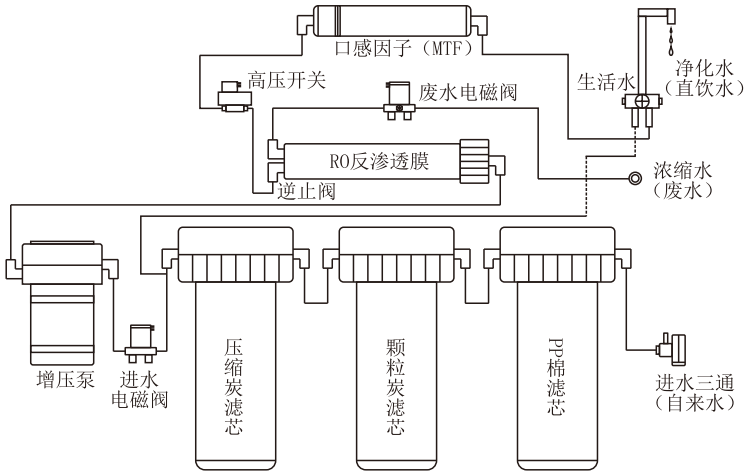 口感因子（MTF）
净化水
（直饮水）
高压开关
生活水
废水电磁阀
RO反渗透膜
浓缩水
（废水）
逆止阀
压缩炭滤芯
颗粒炭滤芯
PP棉滤芯
增压泵
进水
电磁阀
进水三通
（自来水）